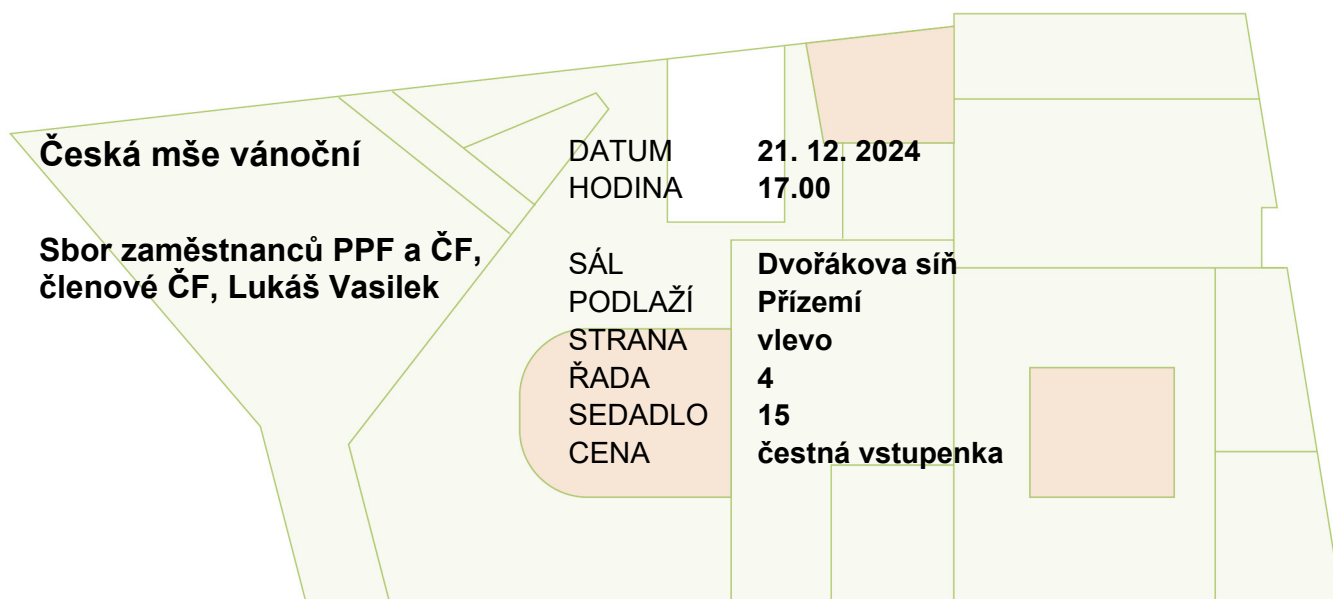 Česká mše vánoční
Sbor zaměstnanců PPF a ČF,
členové ČF, Lukáš Vasilek
DATUM 21. 12. 2024
HODINA 17.00
SÁL Dvořákova síň
PODLAŽÍ Přízemí
STRANA vlevo
ŘADA 4
SEDADLO 15
CENA čestná vstupenka